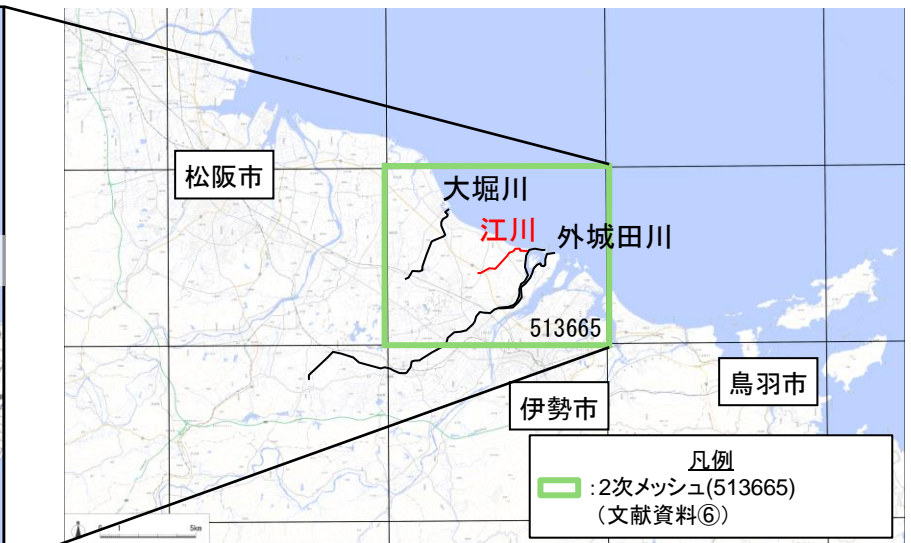 松阪市
大堀川
江川
外城田川
513665
鳥羽市
伊勢市
凡例
:2次メッシュ(513665)
（文献資料⑥）
5km